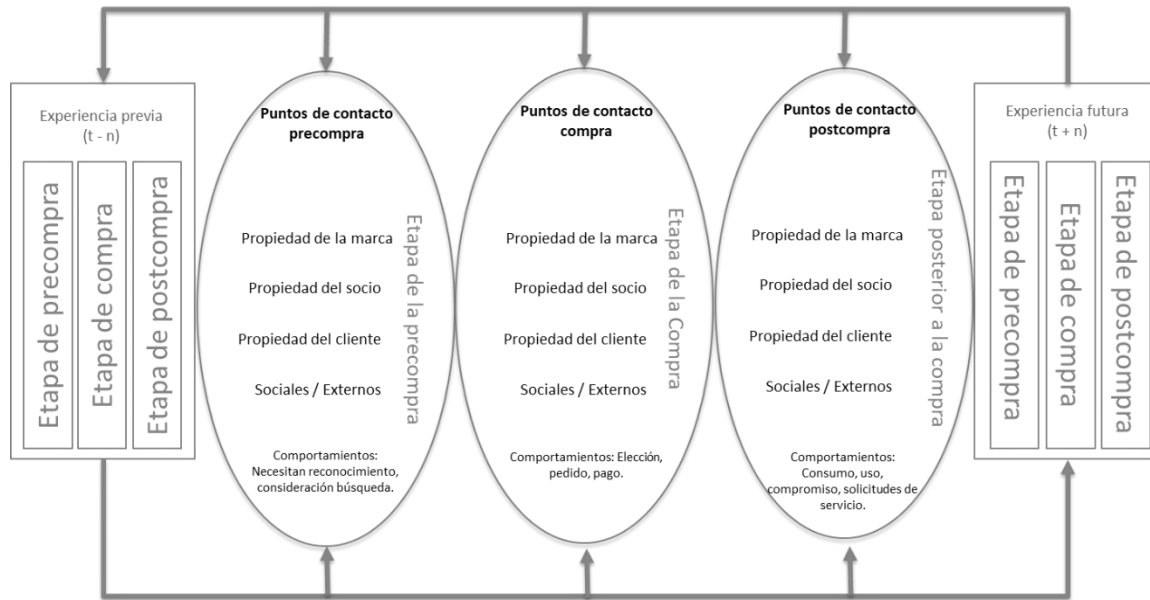 Experiencia previa
(t - n)
Etapa de precompra
Etapa de compra
Etapa de postcompra
Puntos de contacto
precompra
Propiedad de la marca
Propiedad del socio
Propiedad del cliente
Sociales / Externos
Comportamientos:
Necesitan reconocimiento,
consideración búsqueda.
Etapa de la precompra
Puntos de contacto
compra
Propiedad de la marca
Propiedad del socio
Propiedad del cliente
Sociales / Externos
Comportamientos: Elección,
pedido, pago.
Etapa de la Compra
Puntos de contacto
postcompra
Propiedad de la marca
Propiedad del socio
Propiedad del cliente
Sociales / Externos
Comportamientos:
Consumo, uso,
compromiso, solicitudes de
servicio.
Etapa posterior a la compra
Experiencia futura
(t + n)
Etapa de precompra
Etapa de compra
Etapa de postcompra